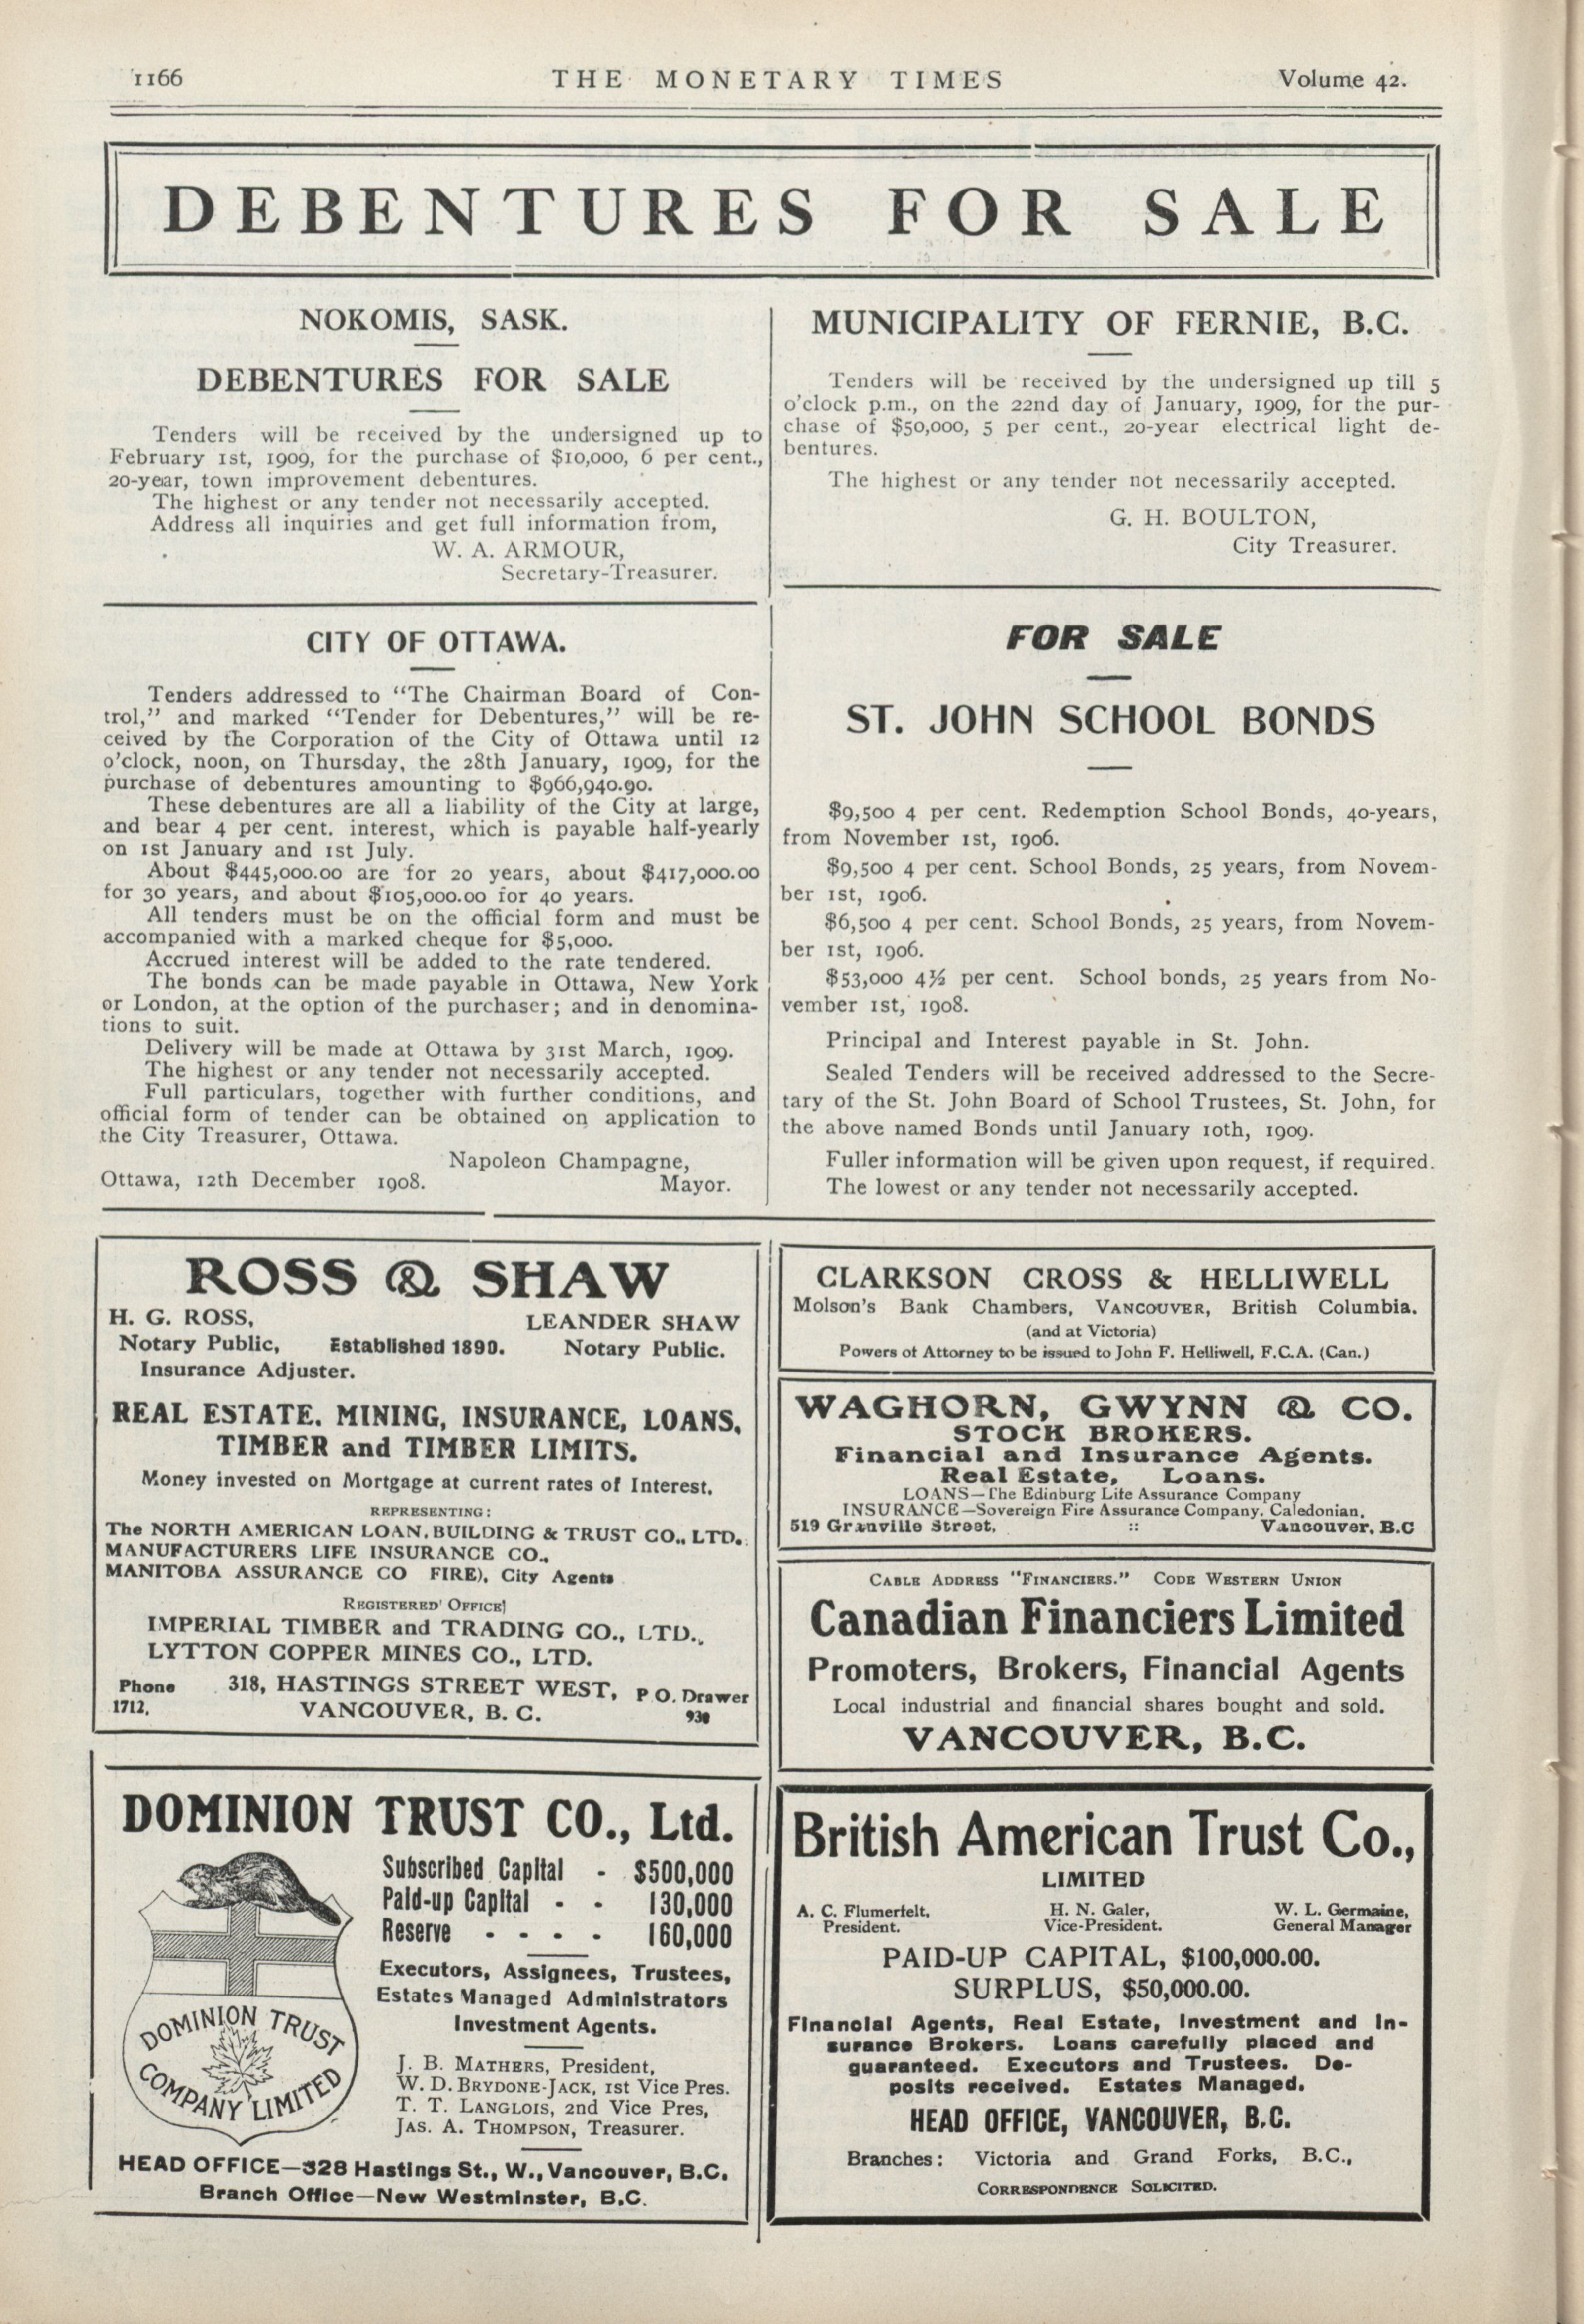 1166
THE MONETARY TIMES
Volume 42.
DEBENTURES FOR SALE
NOKOMIS, SASK.
DEBENTURES FOR SALE
Tenders will be received by the undersigned up to
February 1st, 1909, for the purchase of $10,000, 6 per cent.,
20-year, town improvement debentures.
The highest or any tender not necessarily accepted.
Address all inquiries and get full information from,
W. A. ARMOUR,
Secretary-Treasurer.
CITY OF OTTAWA.
Tenders addressed to "The Chairman Board of Con-
trol," and marked "Tender for Debentures," will be re-
ceived by the Corporation of the City of Ottawa until 12
o'clock, noon, on Thursday, the 28th January, 1909, for the
purchase of debentures amounting to $966,940.90.
These debentures are all a liability of the City at large,
and bear 4 per cent. interest, which is payable half-yearly
on 1st January and 1st July.
About $445,000.00 are for 20 years, about $417,000.00
for 30 years, and about $105,000.00 for 40 years.
All tenders must be on the official form and must be
accompanied with a marked cheque for $5,000.
Accrued interest will be added to the rate tendered.
The bonds can be made payable in Ottawa, New York
or London, at the option of the purchaser; and in denomina-
tions to suit.
Delivery will be made at Ottawa by 31st March, 1909.
The highest or any tender not necessarily accepted.
Full particulars, together with further conditions, and
official form of tender can be obtained on application to
the City Treasurer, Ottawa.
Napoleon Champagne,
Ottawa, 12th December 1908. Mayor.
MUNICIPALITY OF FERNIE, B.C.
Tenders will be received by the undersigned up till 5
o'clock p.m., on the 22nd day of January, 1909, for the pur-
chase of $50,000, 5 per cent., 20-year electrical light de-
bentures.
The highest or any tender not necessarily accepted.
G. H. BOULTON,
City Treasurer.
FOR SALE
ST. JOHN SCHOOL BONDS
$9,500 4 per cent. Redemption School Bonds, 40-years,
from November 1st, 1906.
$9,500 4 per cent. School Bonds, 25 years, from Novem-
ber 1st, 1906.
$6,500 4 per cent. School Bonds, 25 years, from Novem-
ber 1st, 1906.
$53,000 4½ per cent. School bonds, 25 years from No-
vember 1st, 1908.
Principal and Interest payable in St. John.
Sealed Tenders will be received addressed to the Secre-
tary of the St. John Board of School Trustees, St. John, for
the above named Bonds until January 10th, 1909.
Fuller information will be given upon request, if required.
The lowest or any tender not necessarily accepted.
ROSS & SHAW
H. G. ROSS, LEANDER SHAW
Notary Public, Established 1890. Notary Public.
Insurance Adjuster.
REAL ESTATE. MINING, INSURANCE, LOANS,
TIMBER and TIMBER LIMITS.
Money invested on Mortgage at current rates of Interest.
REPRESENTING:
The NORTH AMERICAN LOAN, BUILDING & TRUST CO., LTD.
MANUFACTURERS LIFE INSURANCE CO.,
MANITOBA ASSURANCE CO FIRE), City Agents
REGISTERED OFFICE]
IMPERIAL TIMBER and TRADING CO., LTD.,
LYTTON COPPER MINES CO., LTD.
Phone 318, HASTINGS STREET WEST, P.O. Drawer
1712, VANCOUVER, B. C. 930
DOMINION TRUST CO., Ltd.
Subscribed Capital - $500,000
Paid-up Capital - - 130,000
Reserve - - - - 160,000
Executors, Assignees, Trustees,
Estates Managed Administrators
Investment Agents.
J. B. MATHERS, President,
W. D. BRYDONE-JACK, 1st Vice Pres.
T. T. LANGLOIS, 2nd Vice Pres,
JAS. A. THOMPSON, Treasurer.
DOMINION TRUST
COMPANY LIMITED
HEAD OFFICE—328 Hastings St., W., Vancouver, B.C.
Branch Office—New Westminster, B.C.
CLARKSON CROSS & HELLIWELL
Molson's Bank Chambers, VANCOUVER, British Columbia.
(and at Victoria)
Powers of Attorney to be issued to John F. Helliwell, F.C.A. (Can.)
WAGHORN, GWYNN & CO.
STOCK BROKERS.
Financial and Insurance Agents.
Real Estate, Loans.
LOANS—The Edinburg Life Assurance Company
INSURANCE—Sovereign Fire Assurance Company, Caledonian.
519 Granville Street, :: Vancouver, B.C
CABLE ADDRESS "FINANCIERS." CODE WESTERN UNION
Canadian Financiers Limited
Promoters, Brokers, Financial Agents
Local industrial and financial shares bought and sold.
VANCOUVER, B.C.
British American Trust Co.,
LIMITED
A. C. Flumerfelt, H. N. Galer, W. L. Germaine,
President. Vice-President. General Manager
PAID-UP CAPITAL, $100,000.00.
SURPLUS, $50,000.00.
Financial Agents, Real Estate, Investment and In-
surance Brokers. Loans carefully placed and
guaranteed. Executors and Trustees. De-
posits received. Estates Managed.
HEAD OFFICE, VANCOUVER, B.C.
Branches: Victoria and Grand Forks, B.C.,
CORRESPONDENCE SOLICITED.